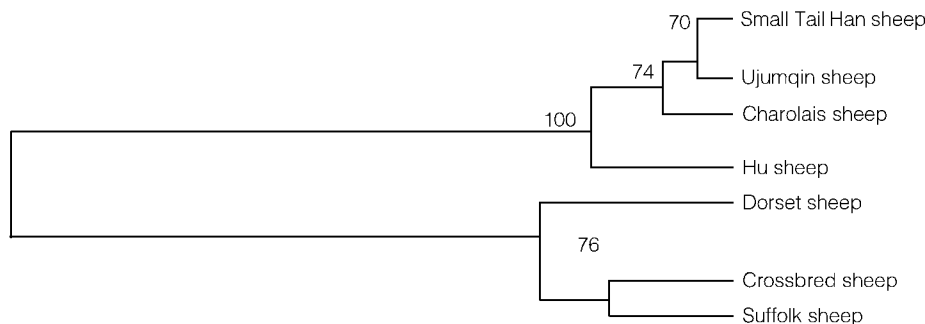 70
Small Tail Han sheep
74
Ujumqin sheep
100
Charolais sheep
Hu sheep
Dorset sheep
76
Crossbred sheep
Suffolk sheep